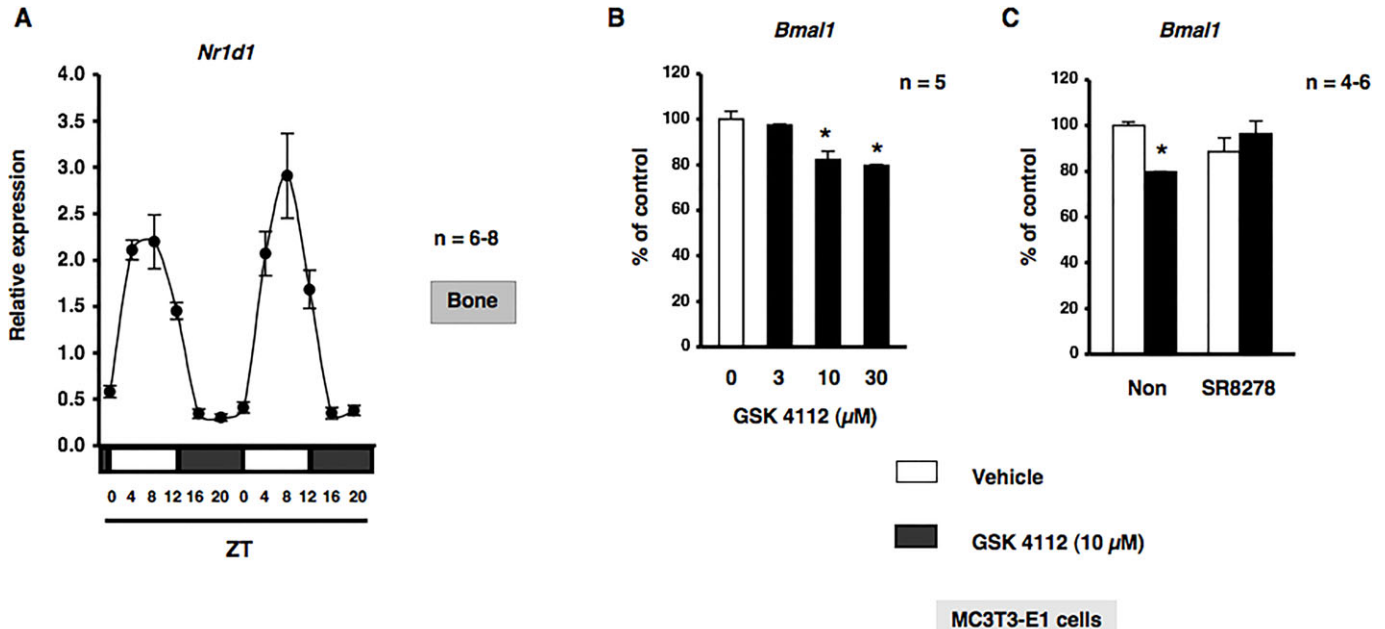 A
Nr1d1
4.0
3.5
3.0
2.5
2.0
1.5
1.0
0.5
0.0
Relative expression
0 4 8 12 16 20 0 4 8 12 16 20
ZT
n = 6-8
Bone
B
Bmal1
n = 5
120
100
80
60
40
20
0
% of control
* *
0 3 10 30
GSK 4112 (µM)
C
Bmal1
n = 4-6
120
100
80
60
40
20
0
% of control
*
Non SR8278
Vehicle
GSK 4112 (10 µM)
MC3T3-E1 cells